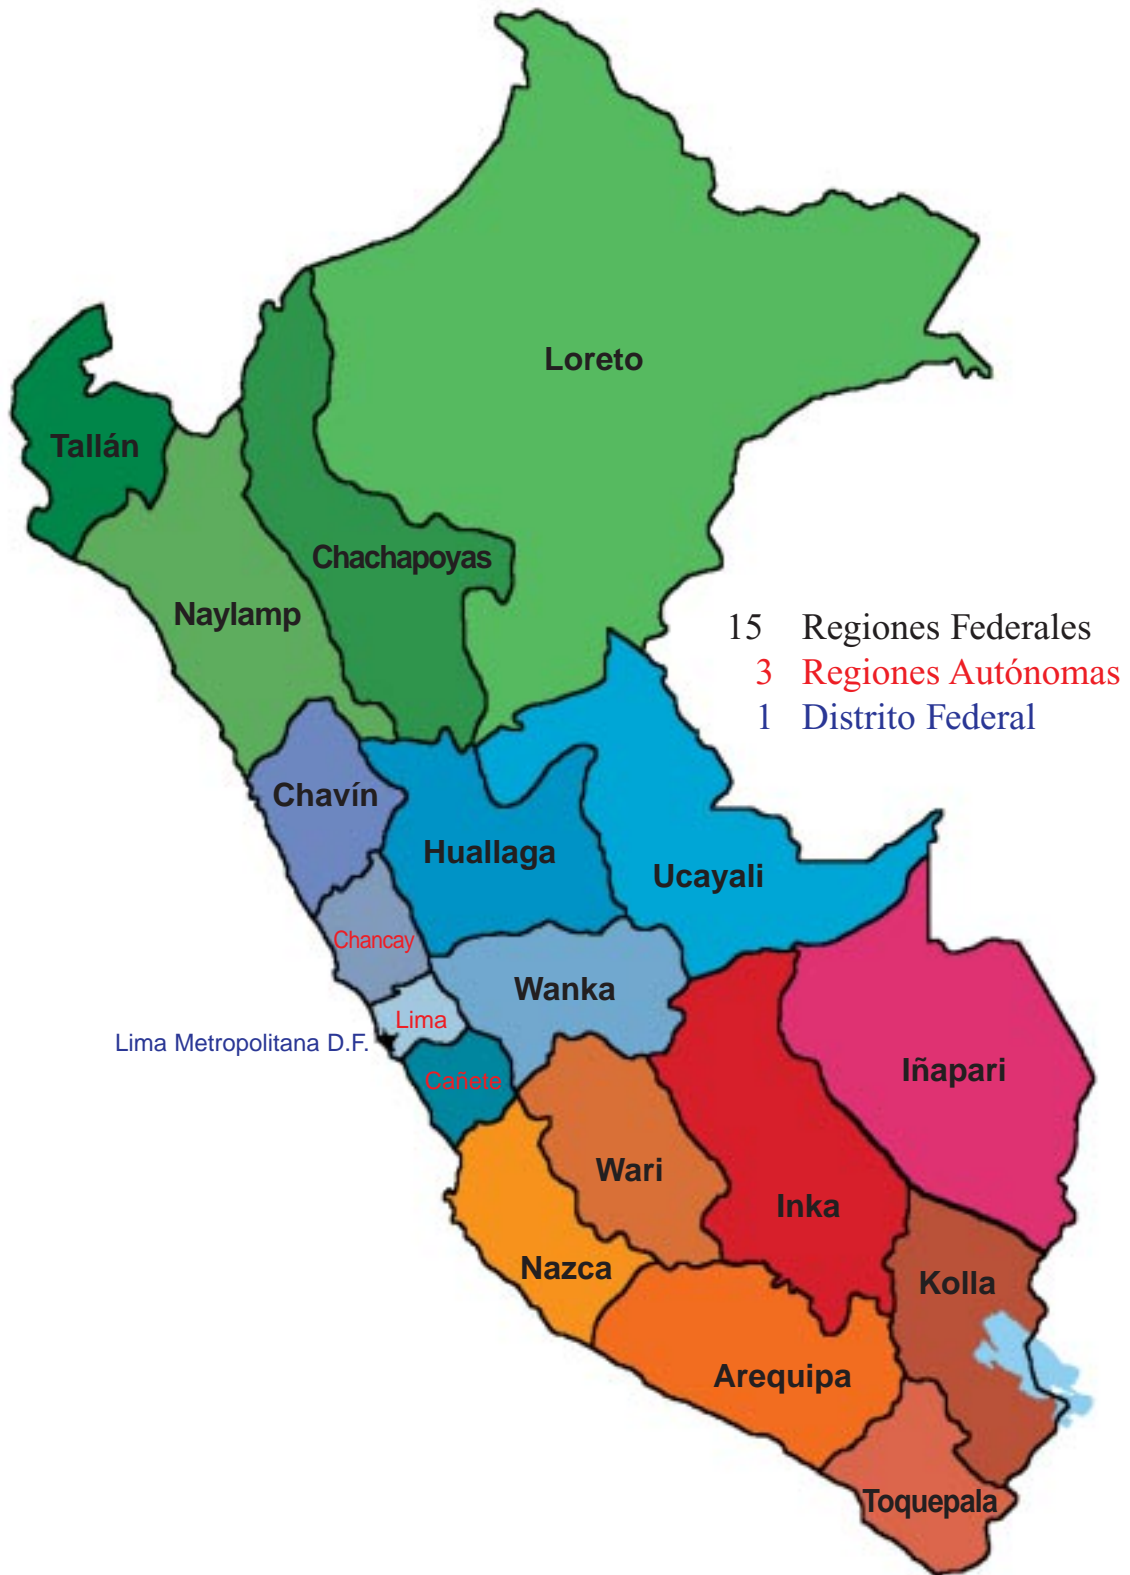 Loreto
Tallán
Chachapoyas
Naylamp
15 Regiones Federales
3 Regiones Autónomas
1 Distrito Federal
Chavín
Huallaga
Ucayali
Chancay
Wanka
Lima
Lima Metropolitana D.F.
Iñapari
Cañete
Wari
Inka
Nazca
Kolla
Arequipa
Toquepala